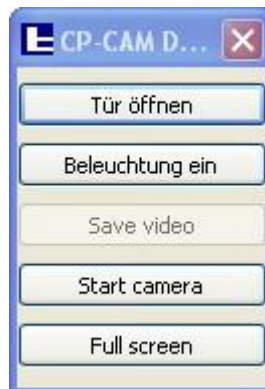 CP-CAM D...
Tür öffnen
Beleuchtung ein
Save video
Start camera
Full screen